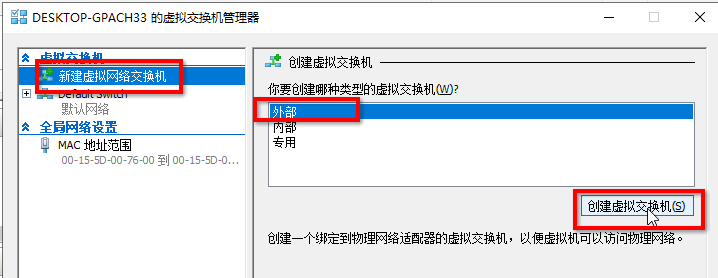 DESKTOP-GPACH33 的虚拟交换机管理器
虚拟交换机
新建虚拟网络交换机
Default Switch
默认网络
全局网络设置
MAC 地址范围
00-15-5D-00-76-00 到 00-15-5D-0...
创建虚拟交换机
你要创建哪种类型的虚拟交换机(W)?
外部
内部
专用
创建虚拟交换机(S)
创建一个绑定到物理网络适配器的虚拟交换机，以便虚拟机可以访问物理网络。